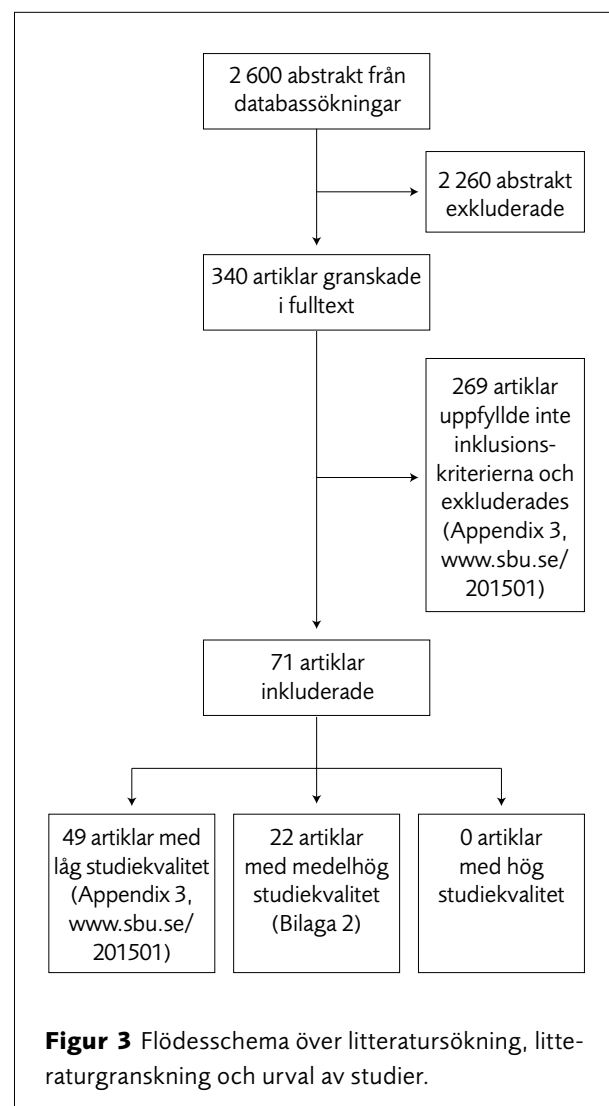 2 600 abstrakt från
databassökningar
2 260 abstrakt
exkluderade
340 artiklar granskade
i fulltext
269 artiklar
uppfyllde inte
inklusions-
kriterierna och
exkluderades
(Appendix 3,
www.sbu.se/
201501)
71 artiklar
inkluderade
49 artiklar med
låg studiekvalitet
(Appendix 3,
www.sbu.se/
201501)
22 artiklar
med medelhög
studiekvalitet
(Bilaga 2)
0 artiklar
med hög
studiekvalitet
Figur 3 Flödesschema över litteratursökning, litte-
raturgranskning och urval av studier.